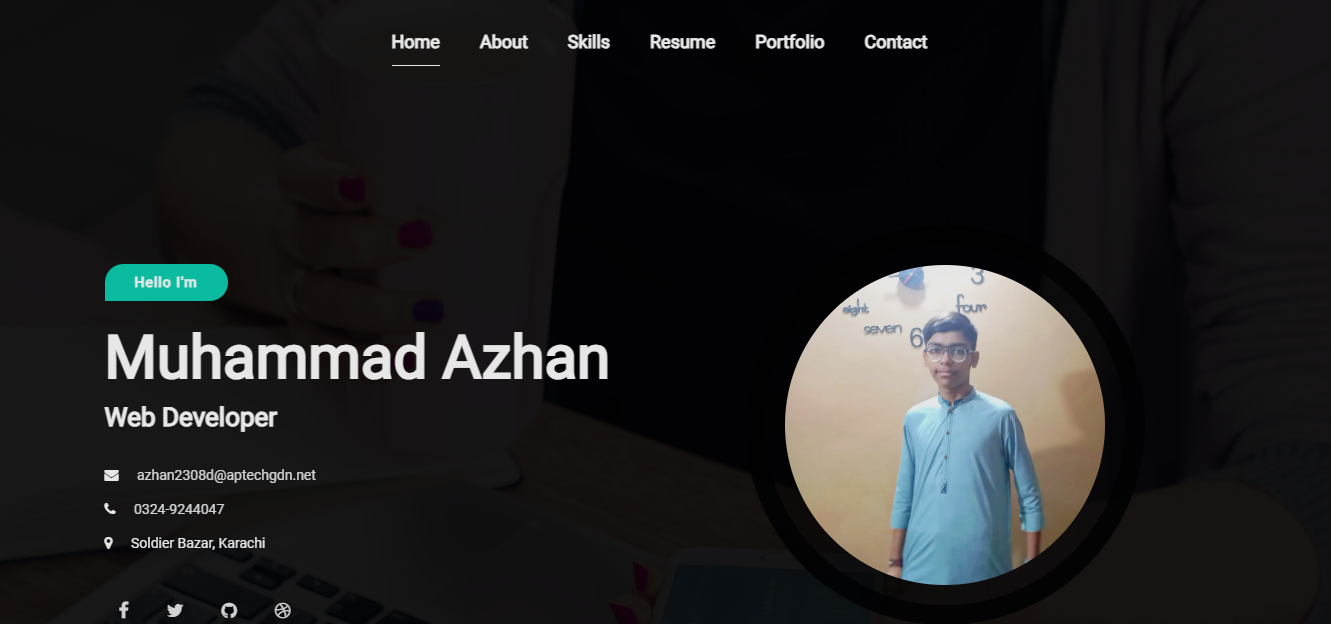 Home About Skills Resume Portfolio Contact
Hello I'm
Muhammad Azhan
Web Developer
azhan2308d@aptechgdn.net
0324-9244047
Soldier Bazar, Karachi
3
eight
four
seven 6